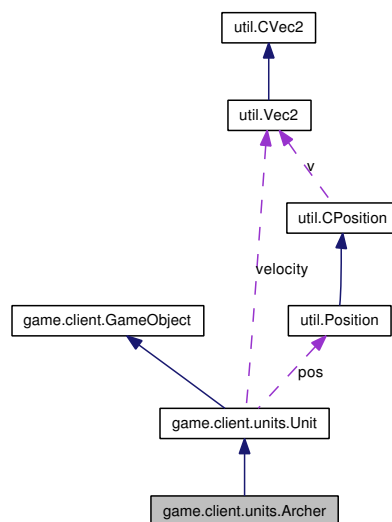 util.CVec2
util.Vec2
v
util.CPosition
velocity
game.client.GameObject
util.Position
pos
game.client.units.Unit
game.client.units.Archer